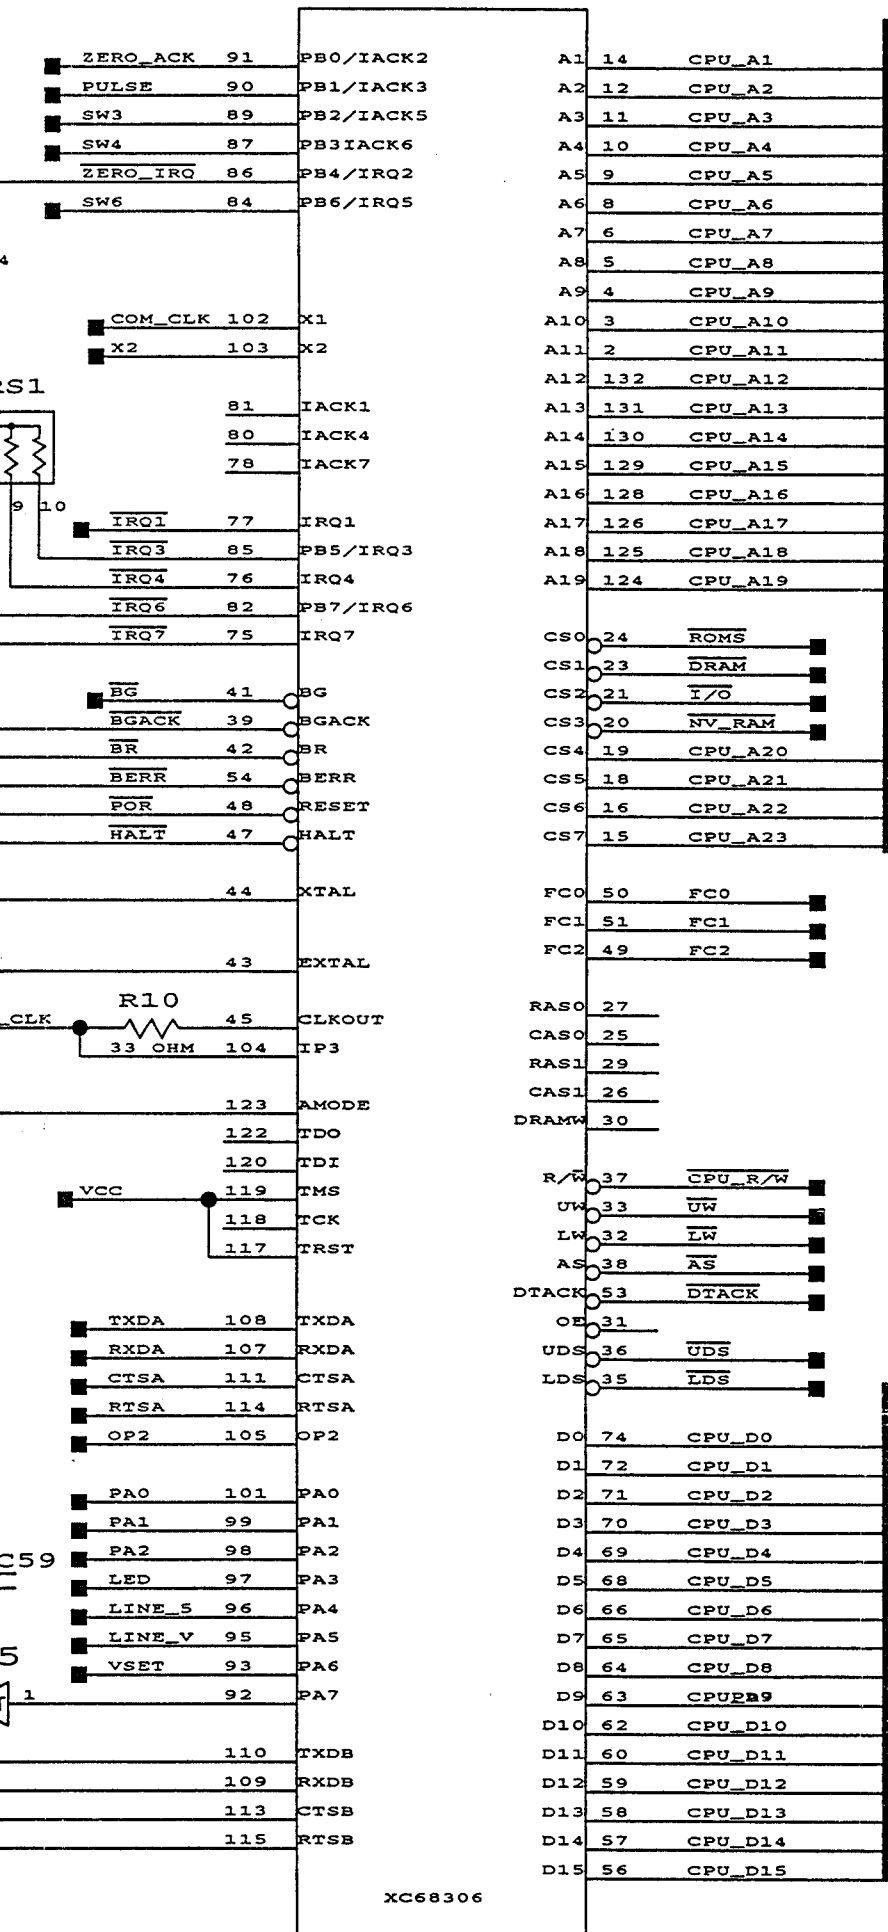 ZERO_ACK 91 PB0/IACK2
PULSE 90 PB1/IACK3
SW3 89 PB2/IACK5
SW4 87 PB3IACK6
ZERO_IRQ 86 PB4/IRQ2
SW6 84 PB6/IRQ5
4
COM_CLK 102 X1
X2 103 X2
RS1
81 IACK1
80 IACK4
78 IACK7
9 10
IRQ1 77 IRQ1
IRQ3 85 PB5/IRQ3
IRQ4 76 IRQ4
IRQ6 82 PB7/IRQ6
IRQ7 75 IRQ7
BG 41 BG
BGACK 39 BGACK
BR 42 BR
BERR 54 BERR
POR 48 RESET
HALT 47 HALT
44 XTAL
43 EXTAL
R10
_CLK 45 CLKOUT
33 OHM 104 IP3
123 AMODE
122 TDO
120 TDI
VCC 119 TMS
118 TCK
117 TRST
TXDA 108 TXDA
RXDA 107 RXDA
CTSA 111 CTSA
RTSA 114 RTSA
OP2 105 OP2
PA0 101 PA0
PA1 99 PA1
PA2 98 PA2
C59
LED 97 PA3
LINE_S 96 PA4
LINE_V 95 PA5
5
VSET 93 PA6
1 92 PA7
110 TXDB
109 RXDB
113 CTSB
115 RTSB
A1 14 CPU_A1
A2 12 CPU_A2
A3 11 CPU_A3
A4 10 CPU_A4
A5 9 CPU_A5
A6 8 CPU_A6
A7 6 CPU_A7
A8 5 CPU_A8
A9 4 CPU_A9
A10 3 CPU_A10
A11 2 CPU_A11
A12 132 CPU_A12
A13 131 CPU_A13
A14 130 CPU_A14
A15 129 CPU_A15
A16 128 CPU_A16
A17 126 CPU_A17
A18 125 CPU_A18
A19 124 CPU_A19
CS0 24 ROMS
CS1 23 DRAM
CS2 21 I/O
CS3 20 NV_RAM
CS4 19 CPU_A20
CS5 18 CPU_A21
CS6 16 CPU_A22
CS7 15 CPU_A23
FC0 50 FC0
FC1 51 FC1
FC2 49 FC2
RAS0 27
CAS0 25
RAS1 29
CAS1 26
DRAMW 30
R/W 37 CPU_R/W
UW 33 UW
LW 32 LW
AS 38 AS
DTACK 53 DTACK
OE 31
UDS 36 UDS
LDS 35 LDS
D0 74 CPU_D0
D1 72 CPU_D1
D2 71 CPU_D2
D3 70 CPU_D3
D4 69 CPU_D4
D5 68 CPU_D5
D6 66 CPU_D6
D7 65 CPU_D7
D8 64 CPU_D8
D9 63
D10 62 CPU_D10
D11 60 CPU_D11
D12 59 CPU_D12
D13 58 CPU_D13
D14 57 CPU_D14
D15 56 CPU_D15
XC68306